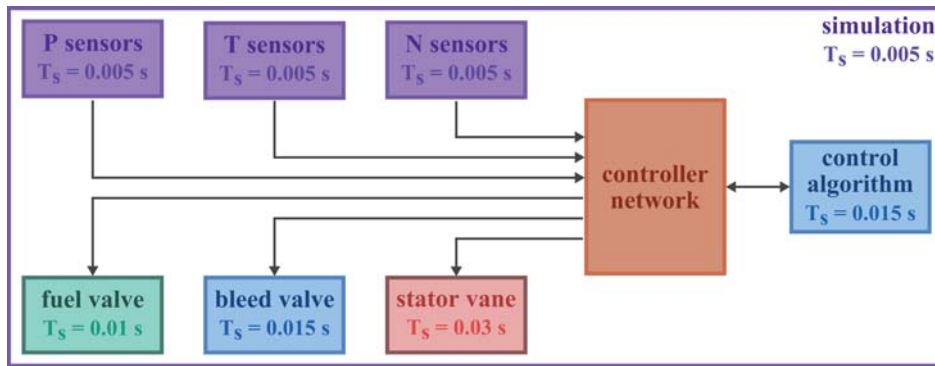 P sensors
Ts = 0.005 s
T sensors
Ts = 0.005 s
N sensors
Ts = 0.005 s
simulation
Ts = 0.005 s
controller
network
control
algorithm
Ts = 0.015 s
fuel valve
Ts = 0.01 s
bleed valve
Ts = 0.015 s
stator vane
Ts = 0.03 s